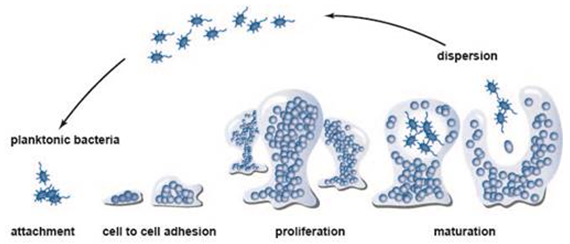 dispersion
planktonic bacteria
attachment
cell to cell adhesion
proliferation
maturation